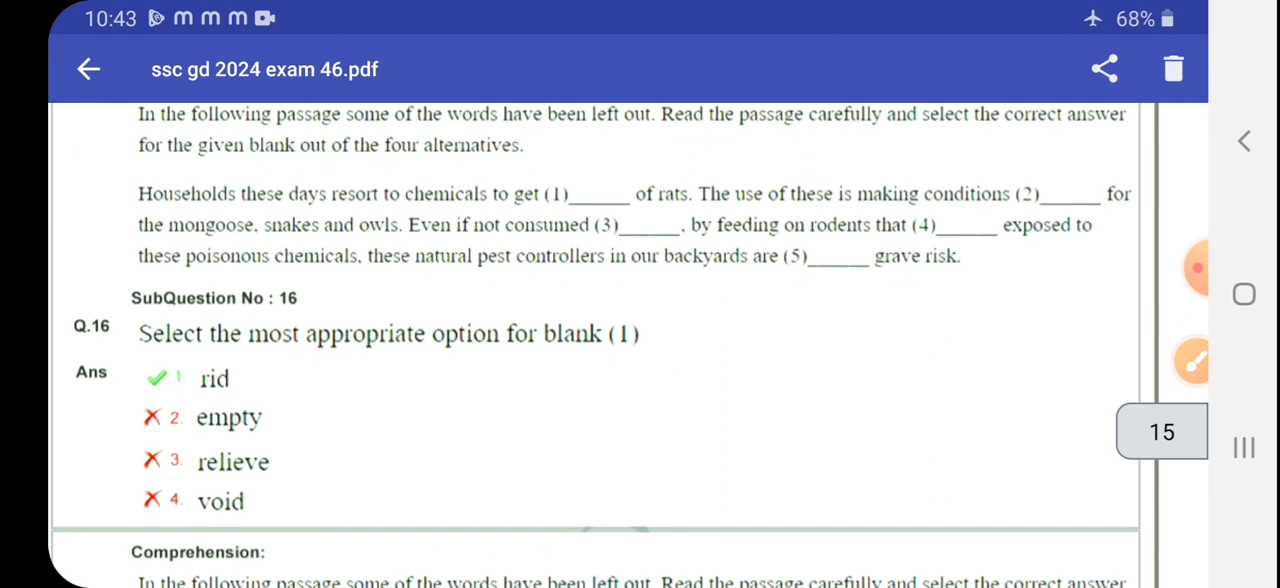 10:43 m m m 68%
ssc gd 2024 exam 46.pdf
In the following passage some of the words have been left out. Read the passage carefully and select the correct answer
for the given blank out of the four alternatives.
Households these days resort to chemicals to get (1)______ of rats. The use of these is making conditions (2)______ for
the mongoose, snakes and owls. Even if not consumed (3)______, by feeding on rodents that (4)______ exposed to
these poisonous chemicals, these natural pest controllers in our backyards are (5)______ grave risk.
SubQuestion No : 16
Q.16 Select the most appropriate option for blank (1)
Ans 1. rid
2. empty
3. relieve
4. void
15
Comprehension:
In the following passage some of the words have been left out. Read the passage carefully and select the correct answer